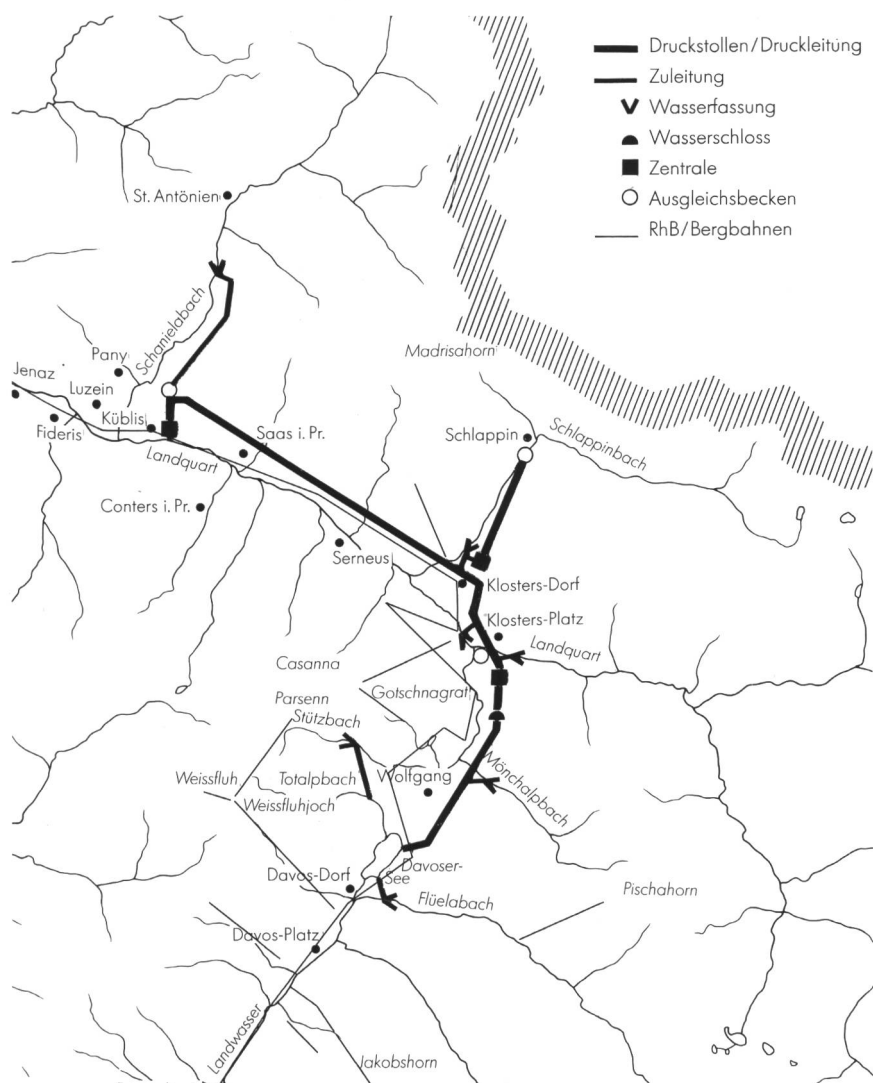 Druckstollen/Druckleitung
Zuleitung
Wasserfassung
Wasserschloss
Zentrale
Ausgleichsbecken
RhB/Bergbahnen
St. Antönien
Schanielabach
Madrisahorn
Pany
Jenaz
Luzein
Küblis
Fideris
Saas i. Pr.
Landquart
Schlappin
Schlappinbach
Conters i. Pr.
Serneus
Klosters-Dorf
Klosters-Platz
Landquart
Casanna
Gotschnagrat
Parsenn
Stützbach
Mönchalpbach
Weissfluh
Totalpbach
Wolfgang
Weissfluhjoch
Davoser-
See
Davos-Dorf
Flüelabach
Pischahorn
Davos-Platz
Landwasser
Jakobshorn